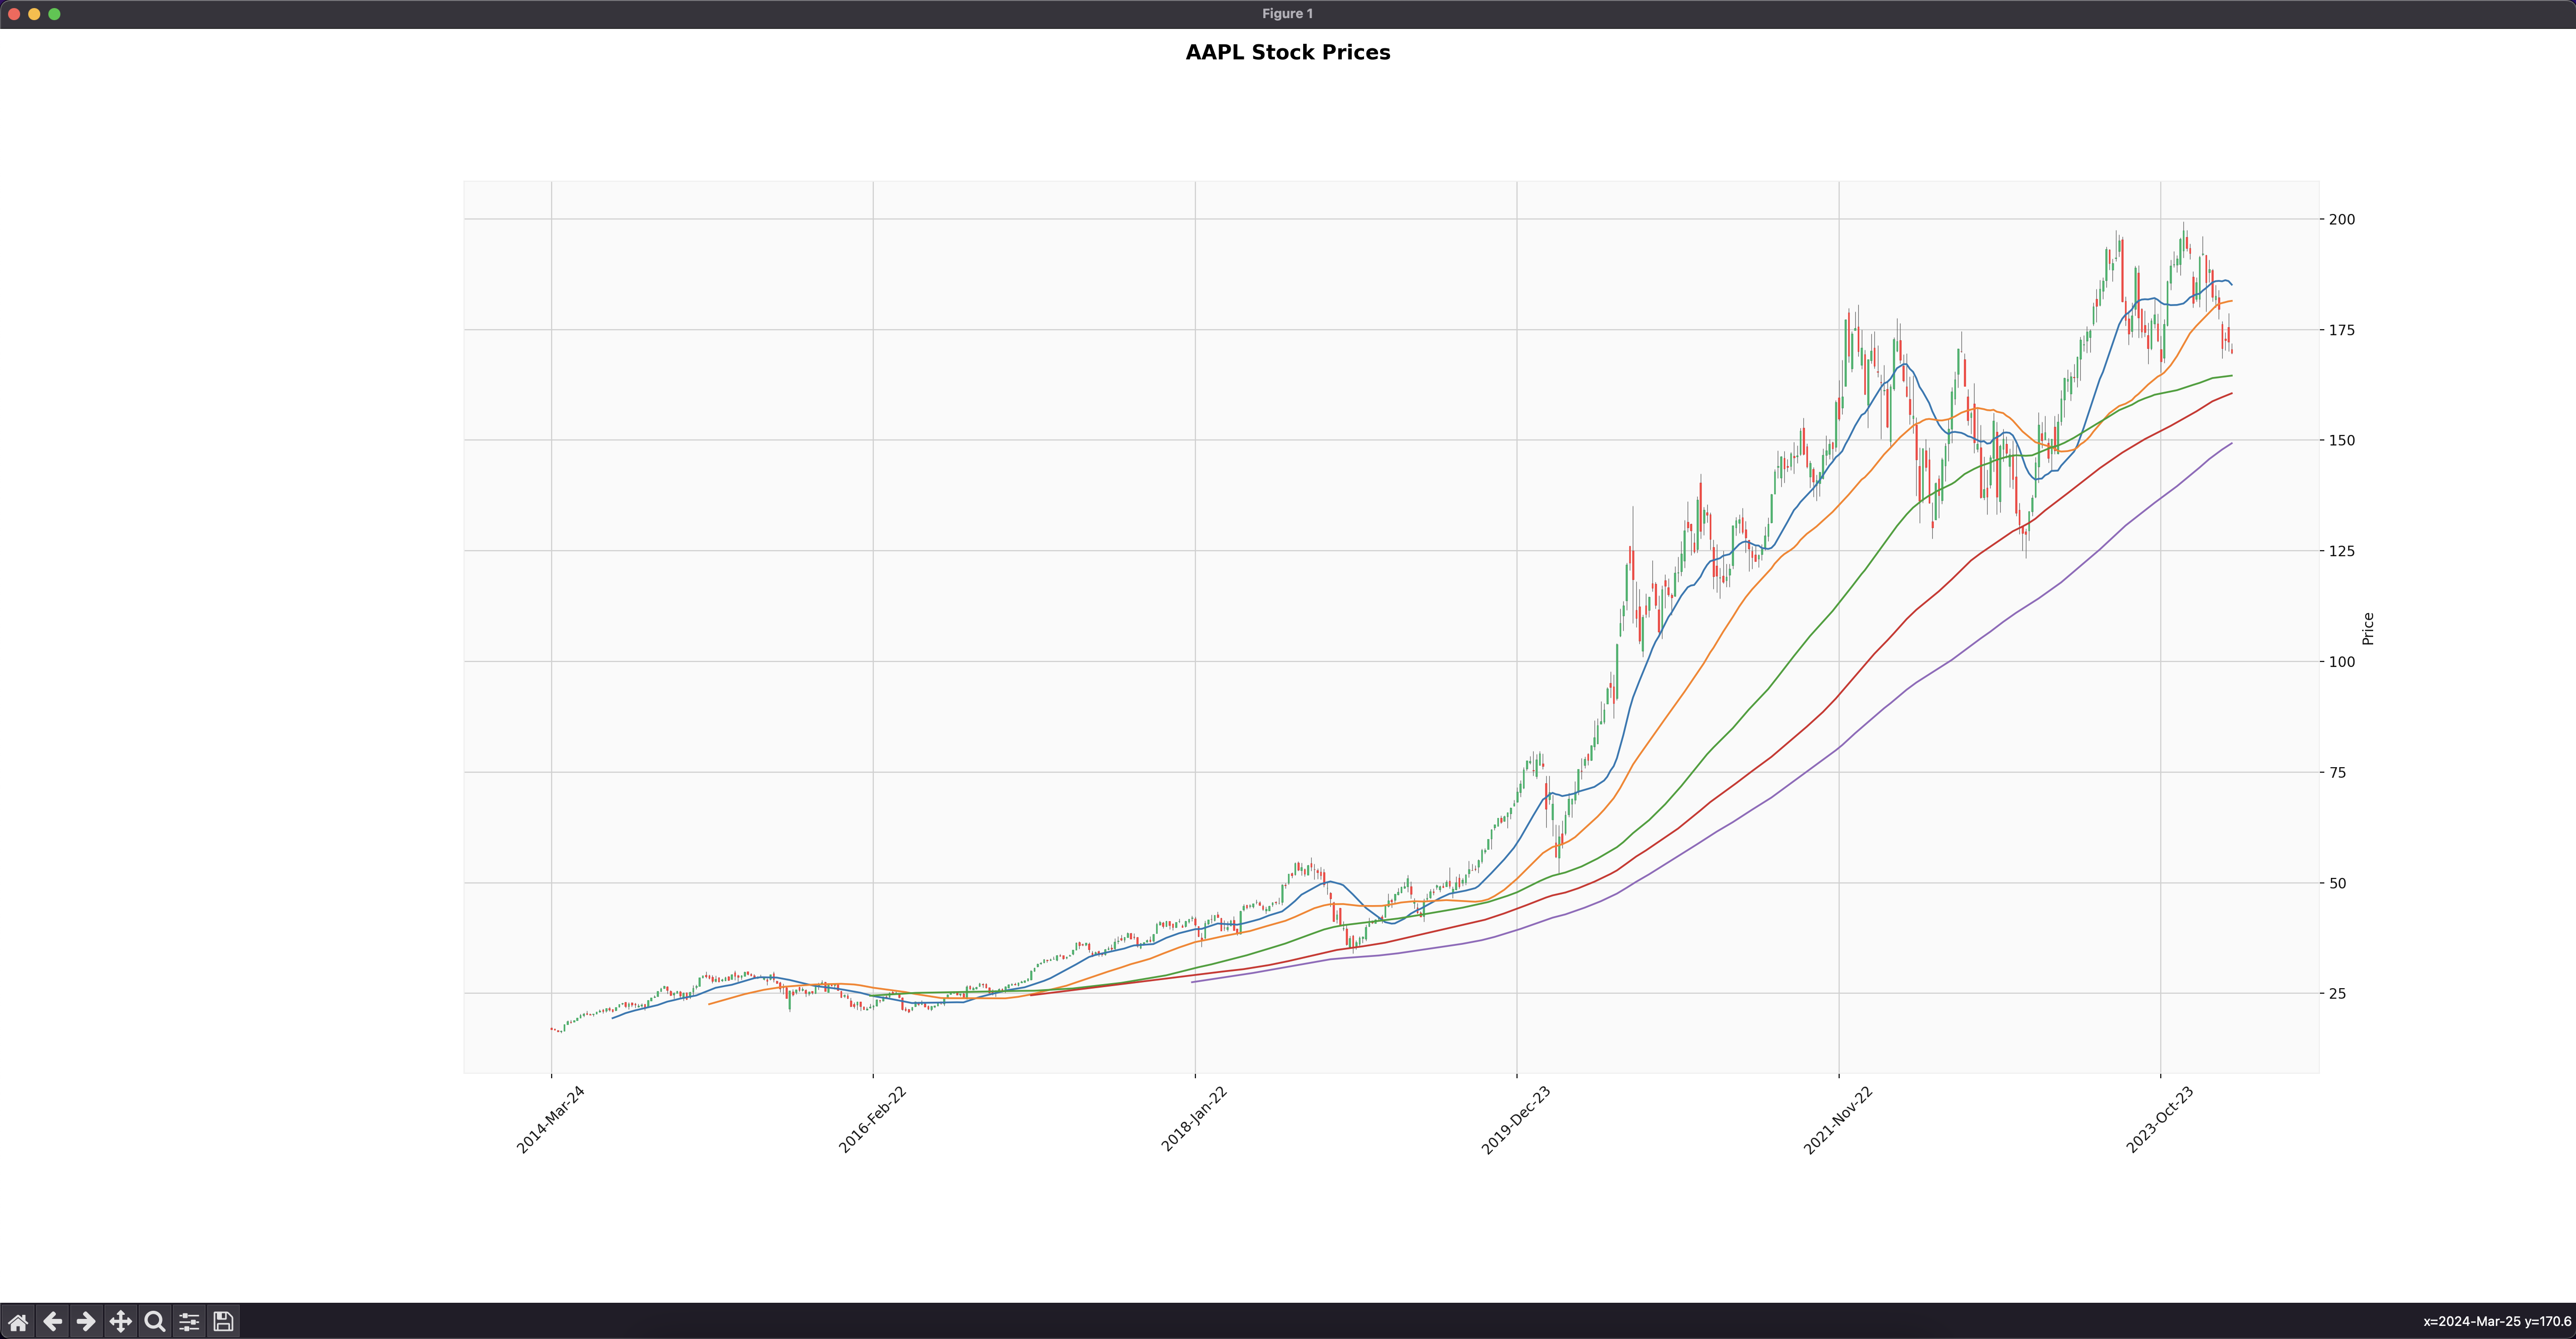 Figure 1
AAPL Stock Prices
200
175
150
125
100
75
50
25
Price
2014-Mar-24
2016-Feb-22
2018-Jan-22
2019-Dec-23
2021-Nov-22
2023-Oct-23
x=2024-Mar-25 y=170.6